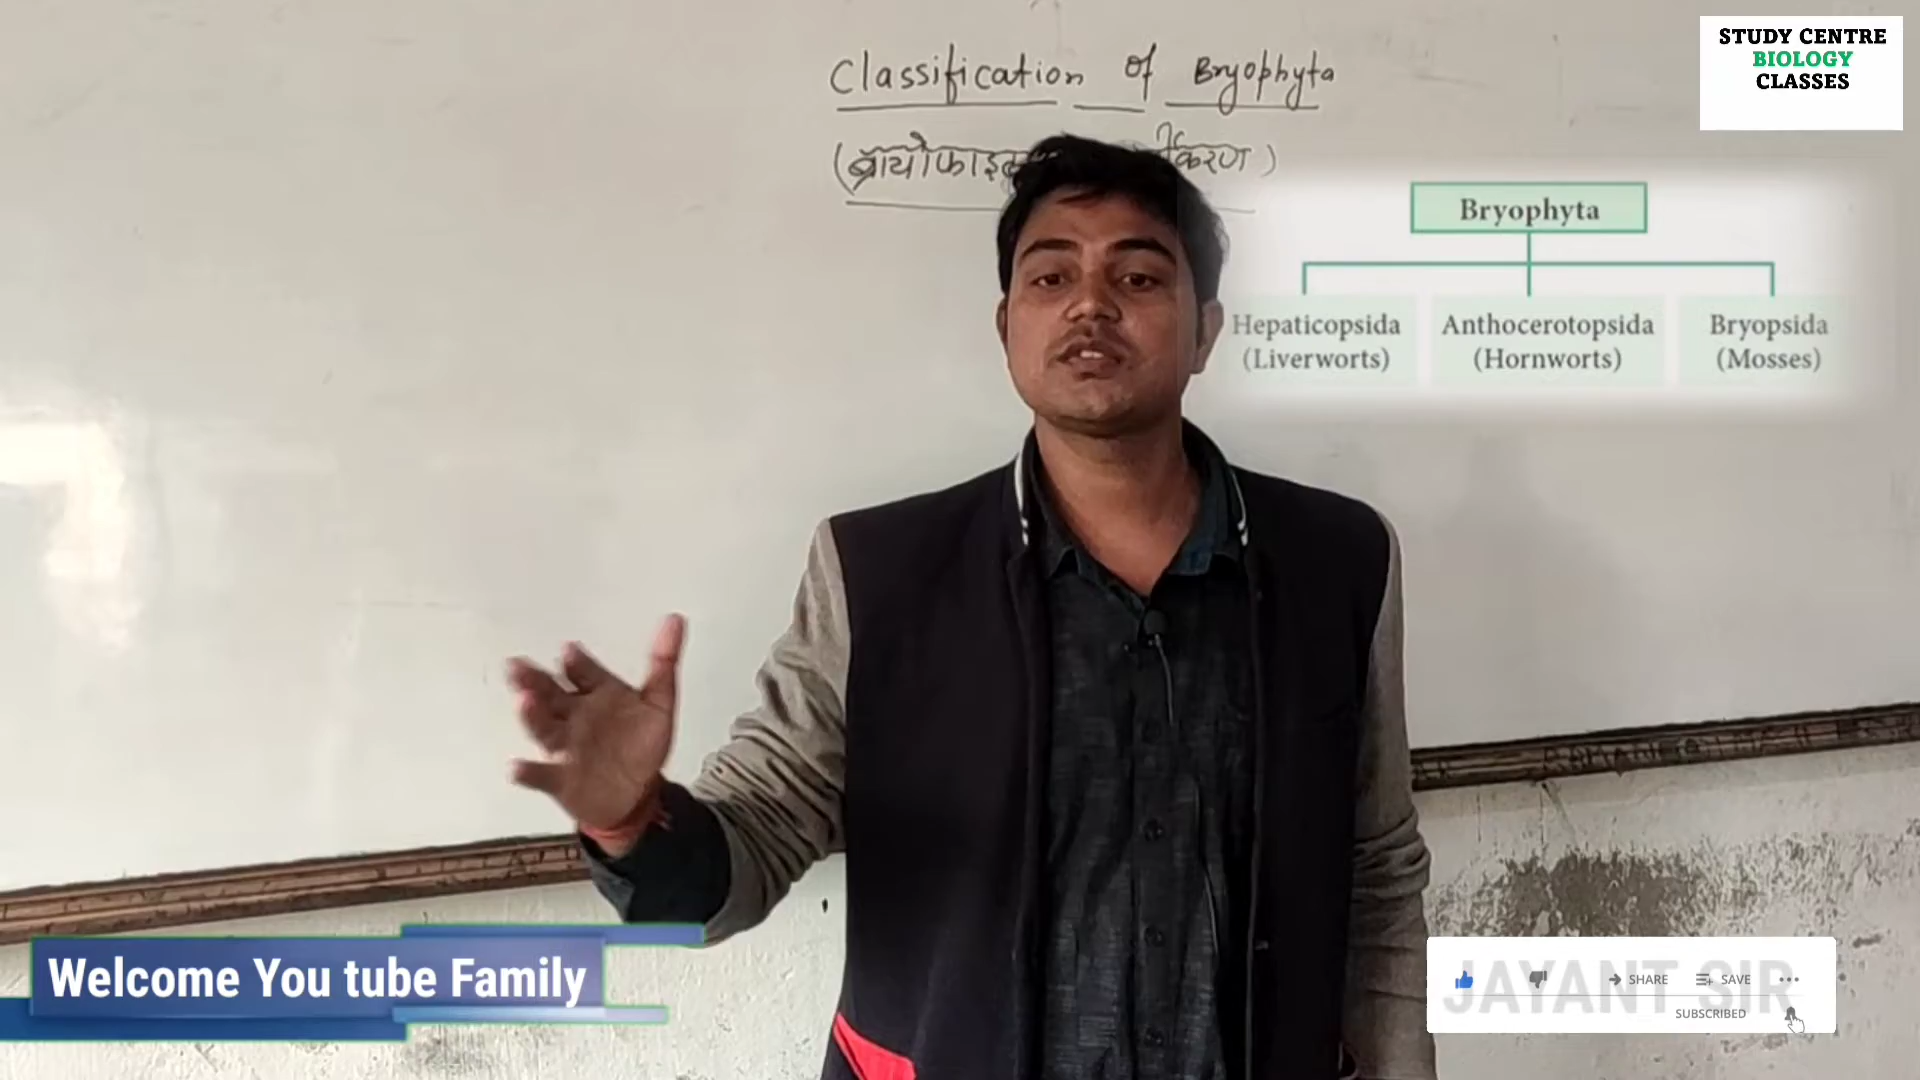 Classification of Bryophyta
STUDY CENTRE
BIOLOGY
CLASSES
Bryophyta
Hepaticopsida
(Liverworts)
Anthocerotopsida
(Hornworts)
Bryopsida
(Mosses)
Welcome You tube Family
JAYANT SIR
SHARE
SAVE
SUBSCRIBED